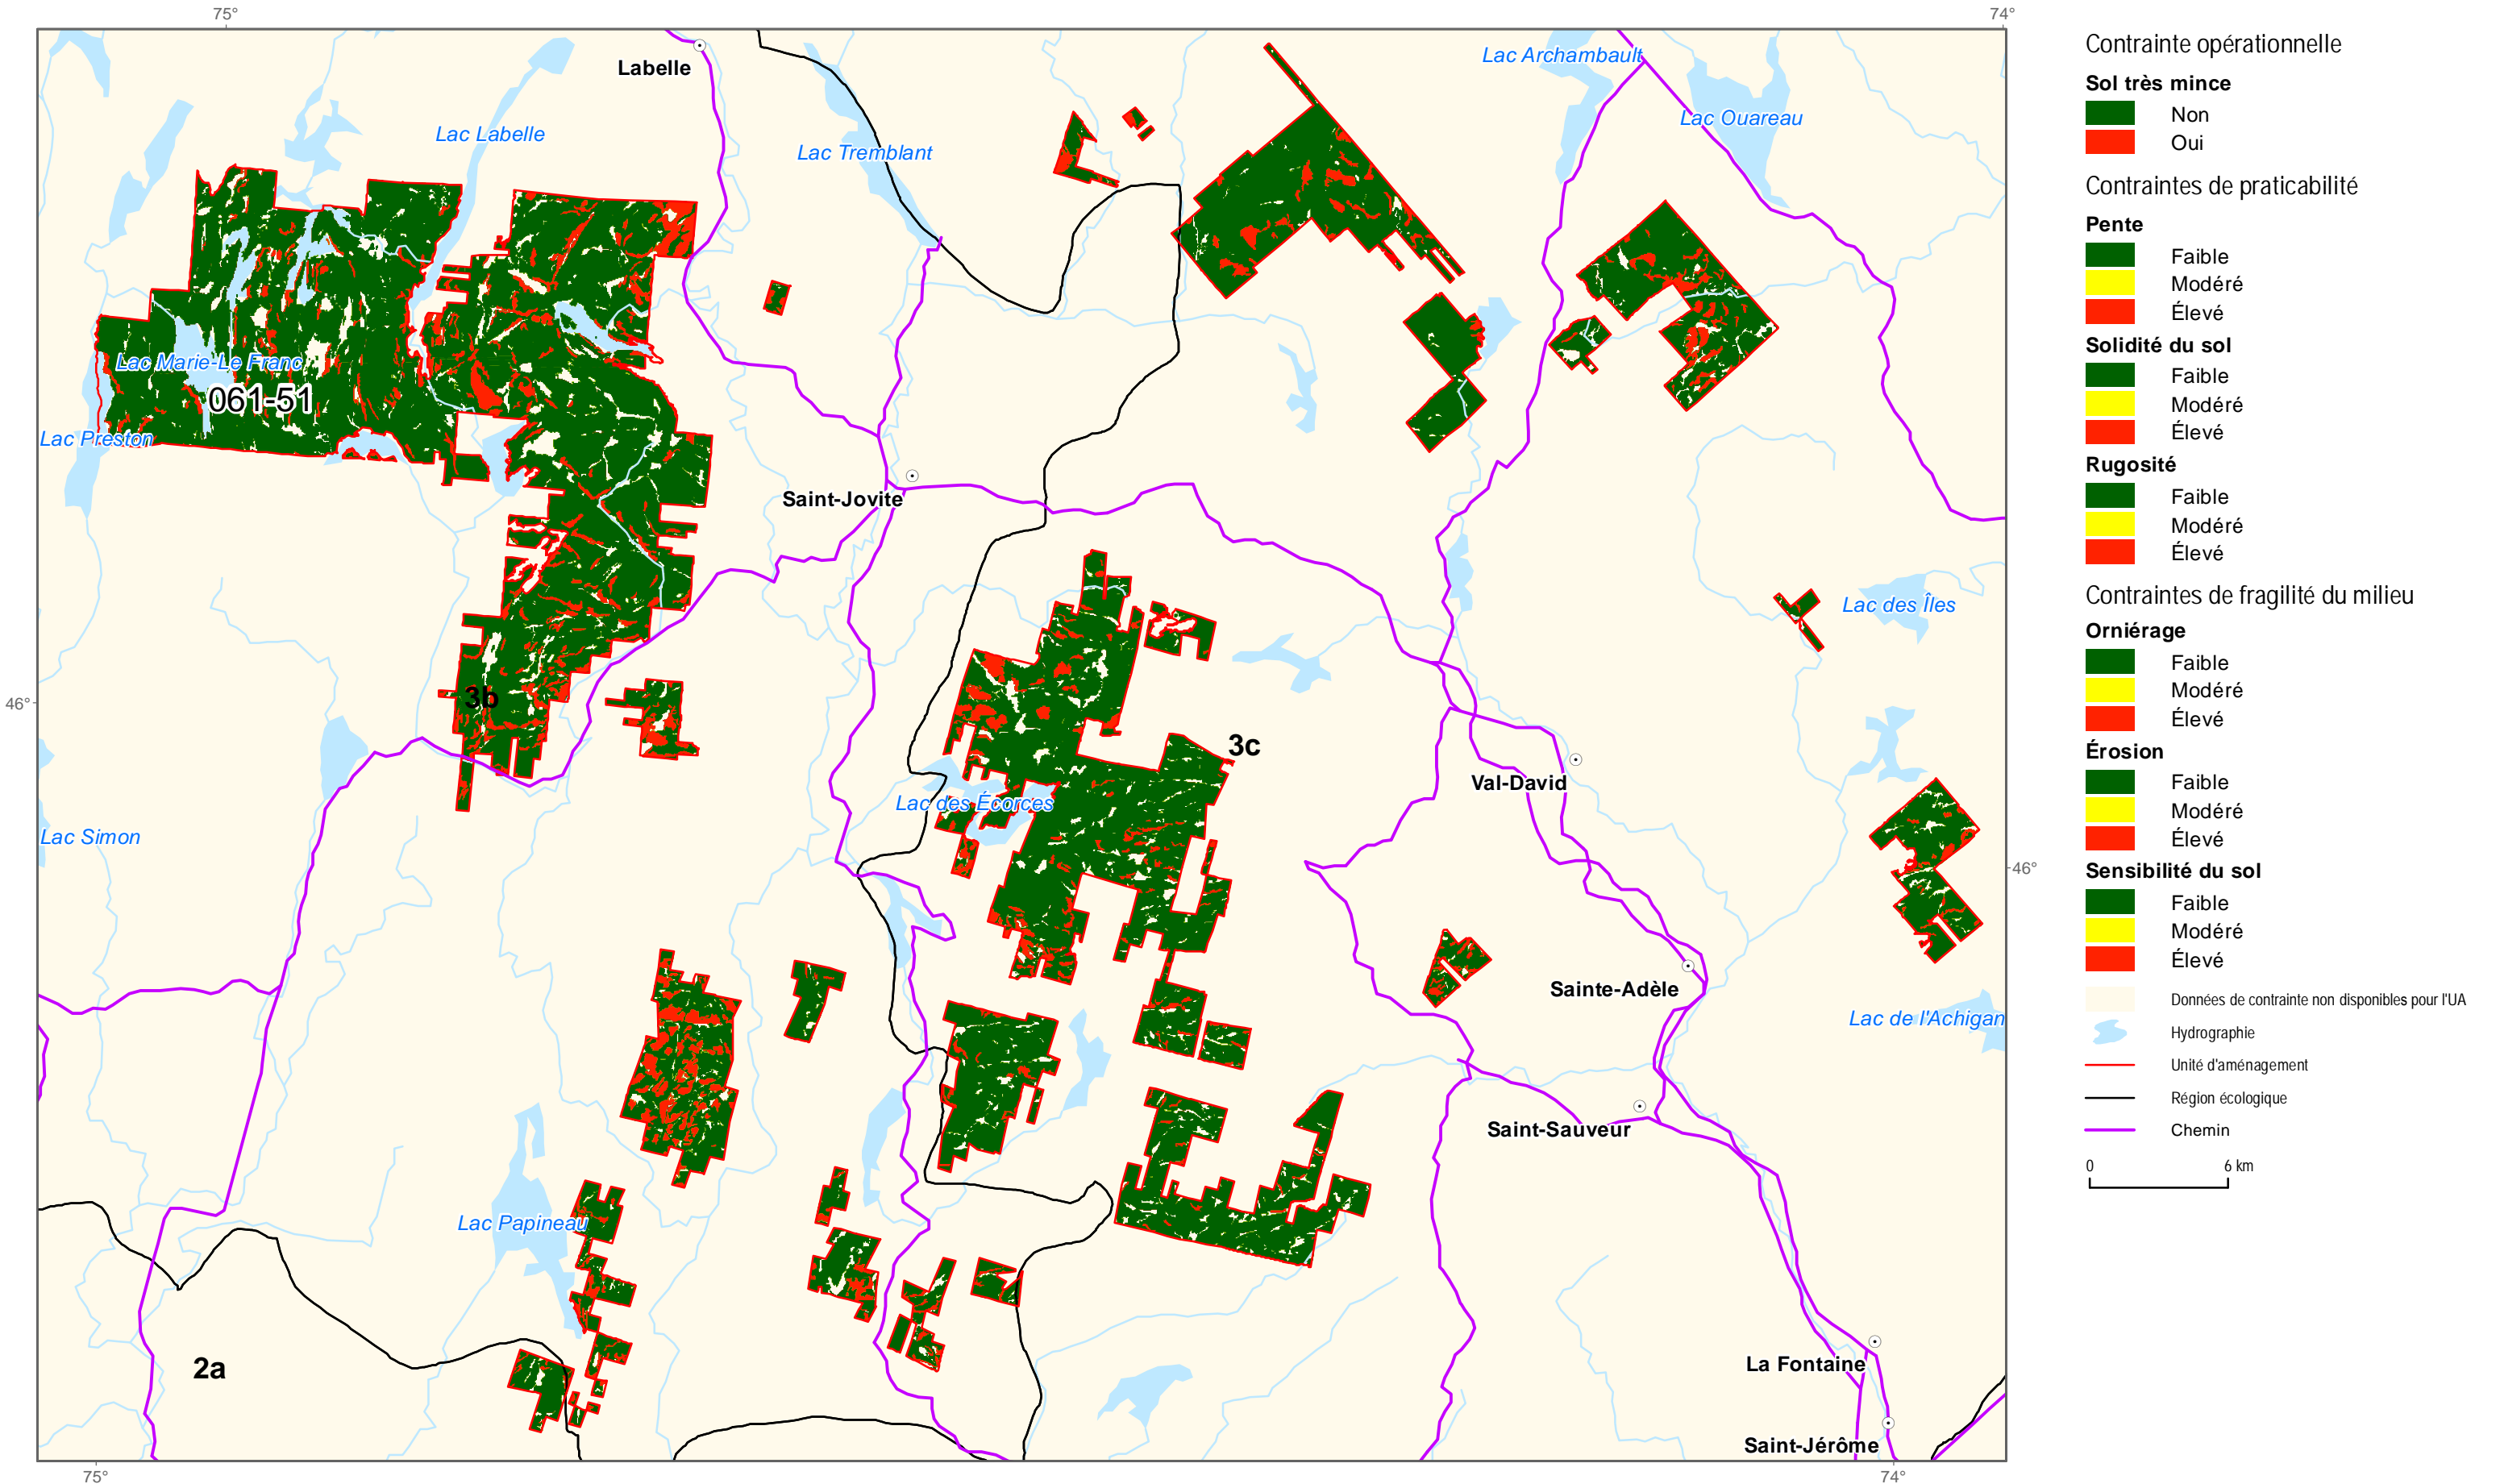 75°
74°
Labelle
Lac Archambault
Lac Ouareau
Lac Labelle
Lac Tremblant
Lac Marie-Le Franc
061-51
Lac Preston
Saint-Jovite
Lac des Îles
46°
3b
3c
Val-David
Lac des Écorces
Lac Simon
46°
Sainte-Adèle
Lac de l'Achigan
Saint-Sauveur
Lac Papineau
2a
La Fontaine
Saint-Jérôme
75°
74°
Contrainte opérationnelle
Sol très mince
Non
Oui
Contraintes de praticabilité
Pente
Faible
Modéré
Élevé
Solidité du sol
Faible
Modéré
Élevé
Rugosité
Faible
Modéré
Élevé
Contraintes de fragilité du milieu
Orniérage
Faible
Modéré
Élevé
Érosion
Faible
Modéré
Élevé
Sensibilité du sol
Faible
Modéré
Élevé
Données de contrainte non disponibles pour l'UA
Hydrographie
Unité d'aménagement
Région écologique
Chemin
0 6 km